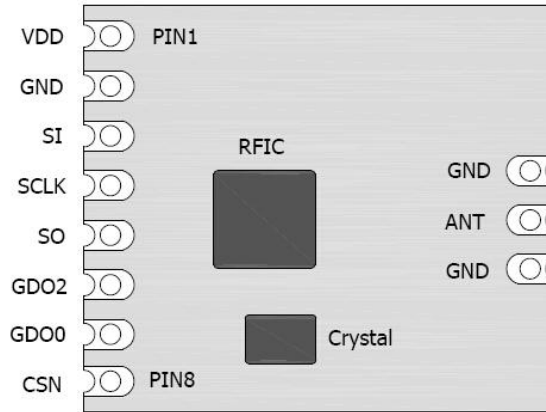 VDD
PIN1
GND
SI
SCLK
SO
GDO2
GDO0
CSN
PIN8
RFIC
Crystal
GND
ANT
GND